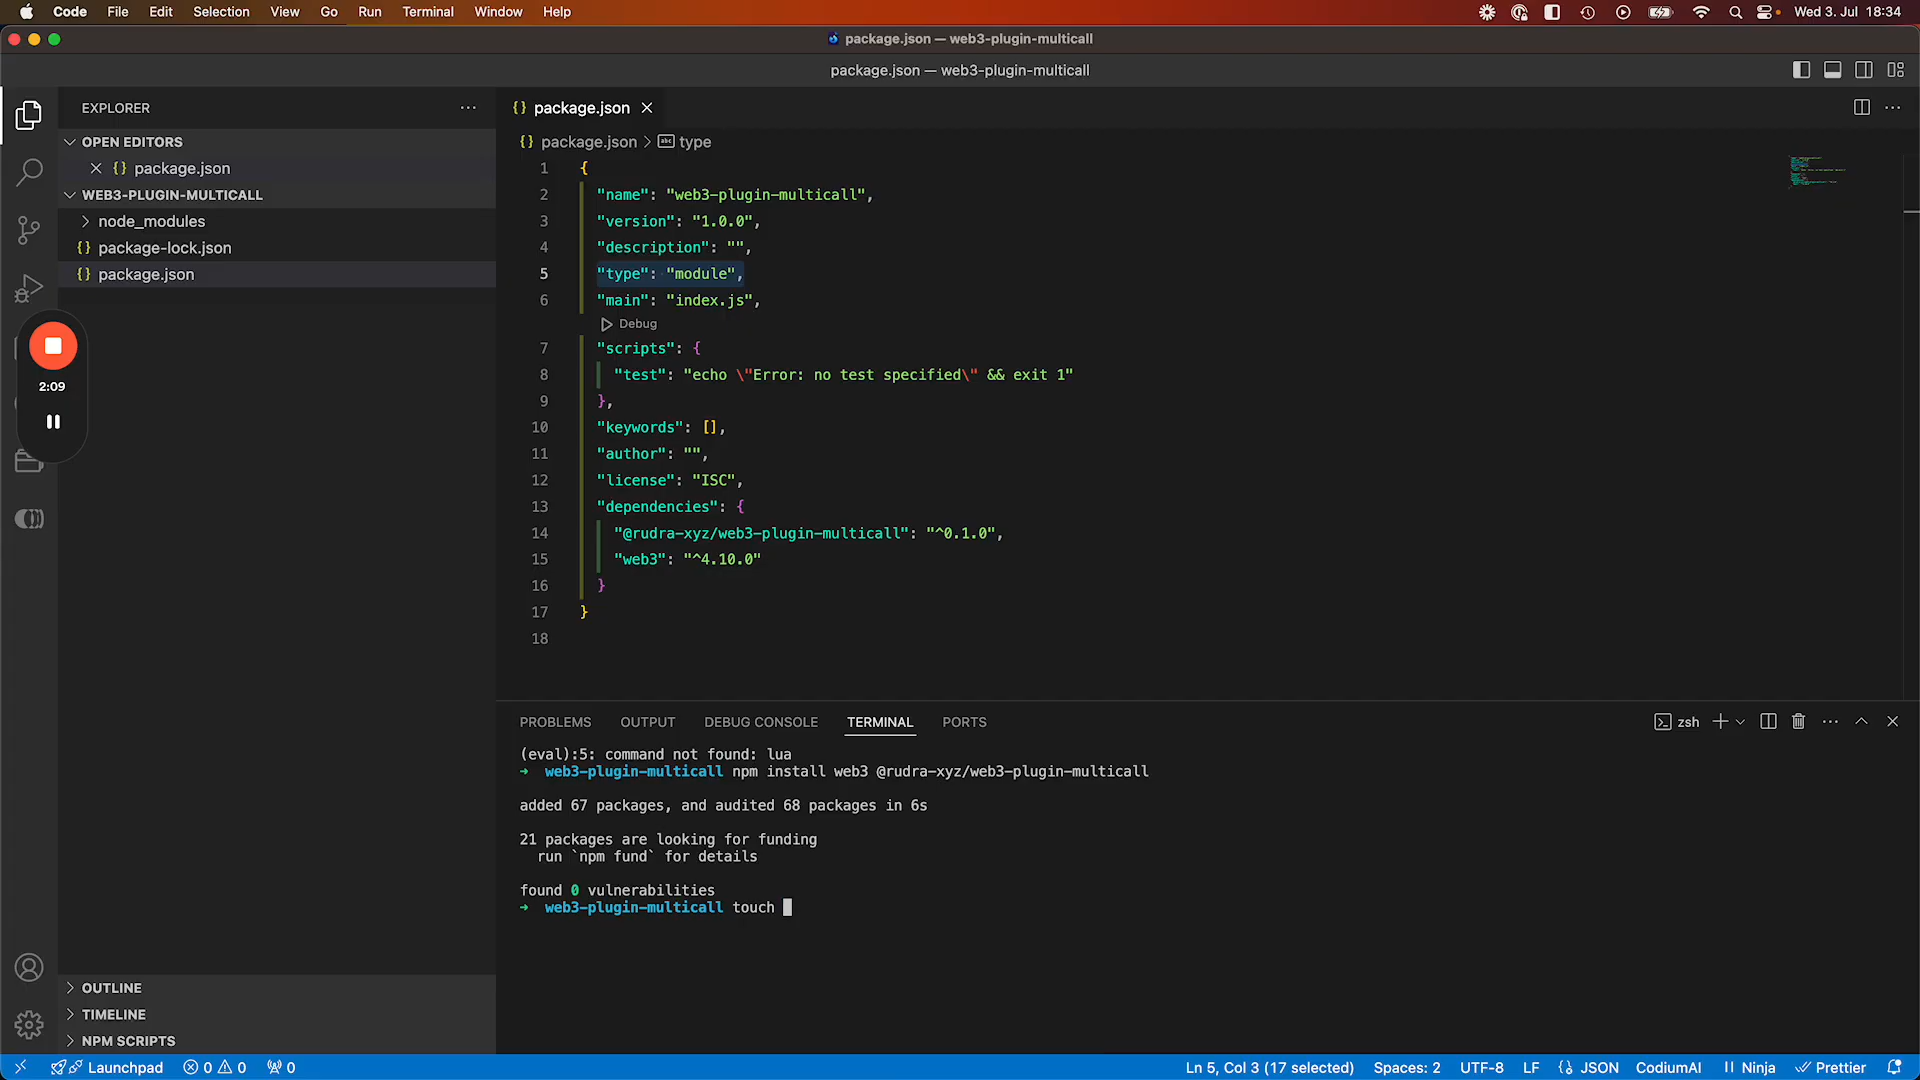 Code File Edit Selection View Go Run Terminal Window Help Wed 3. Jul 18:34
package.json — web3-plugin-multicall
package.json — web3-plugin-multicall
EXPLORER
OPEN EDITORS
{} package.json
WEB3-PLUGIN-MULTICALL
node_modules
{} package-lock.json
{} package.json
2:09
OUTLINE
TIMELINE
NPM SCRIPTS
{} package.json
{} package.json > abc type
1 {
2 "name": "web3-plugin-multicall",
3 "version": "1.0.0",
4 "description": "",
5 "type": "module",
6 "main": "index.js",
Debug
7 "scripts": {
8 "test": "echo \"Error: no test specified\" && exit 1"
9 },
10 "keywords": [],
11 "author": "",
12 "license": "ISC",
13 "dependencies": {
14 "@rudra-xyz/web3-plugin-multicall": "^0.1.0",
15 "web3": "^4.10.0"
16 }
17 }
18
PROBLEMS OUTPUT DEBUG CONSOLE TERMINAL PORTS zsh
(eval):5: command not found: lua
→ web3-plugin-multicall npm install web3 @rudra-xyz/web3-plugin-multicall
added 67 packages, and audited 68 packages in 6s
21 packages are looking for funding
run `npm fund` for details
found 0 vulnerabilities
→ web3-plugin-multicall touch
Launchpad 0 0 0 Ln 5, Col 3 (17 selected) Spaces: 2 UTF-8 LF {} JSON CodiumAI Ninja Prettier